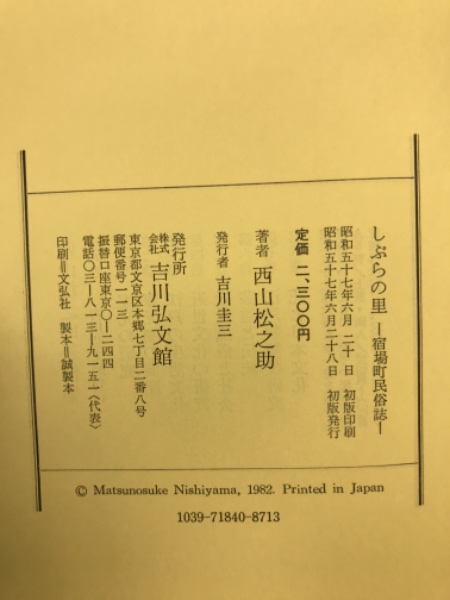 しぶらの里 ―宿場町民俗誌―
昭和五十七年六月 二十 日 初版印刷
昭和五十七年六月二十八日 初版発行
定価 二、三〇〇円
著者 西山松之助
発行者 吉川圭三
発行所 株式会社 吉川弘文館
東京都文京区本郷七丁目二番八号
郵便番号一一三
振替口座東京〇―二四四
電話〇三―八一三―九一五一〈代表〉
印刷=文弘社 製本=誠製本
© Matsunosuke Nishiyama, 1982. Printed in Japan
1039-71840-8713